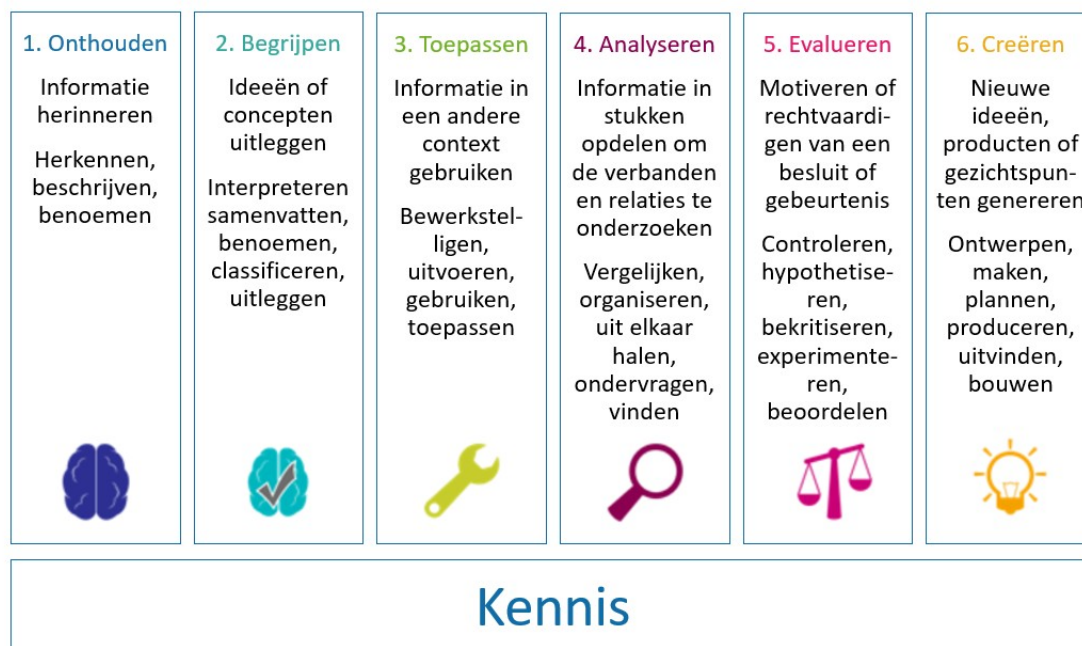 1. Onthouden
Informatie
herinneren
Herkennen,
beschrijven,
benoemen
2. Begrijpen
Ideeën of
concepten
uitleggen
Interpreteren
samenvatten,
benoemen,
classificeren,
uitleggen
3. Toepassen
Informatie in
een andere
context
gebruiken
Bewerkstel-
ligen,
uitvoeren,
gebruiken,
toepassen
4. Analyseren
Informatie in
stukken
opdelen om
de verbanden
en relaties te
onderzoeken
Vergelijken,
organiseren,
uit elkaar
halen,
ondervragen,
vinden
5. Evalueren
Motiveren of
rechtvaardi-
gen van een
besluit of
gebeurtenis
Controleren,
hypothetise-
ren,
bekritiseren,
experimente-
ren,
beoordelen
6. Creëren
Nieuwe
ideeën,
producten of
gezichtspun-
ten genereren
Ontwerpen,
maken,
plannen,
produceren,
uitvinden,
bouwen
Kennis